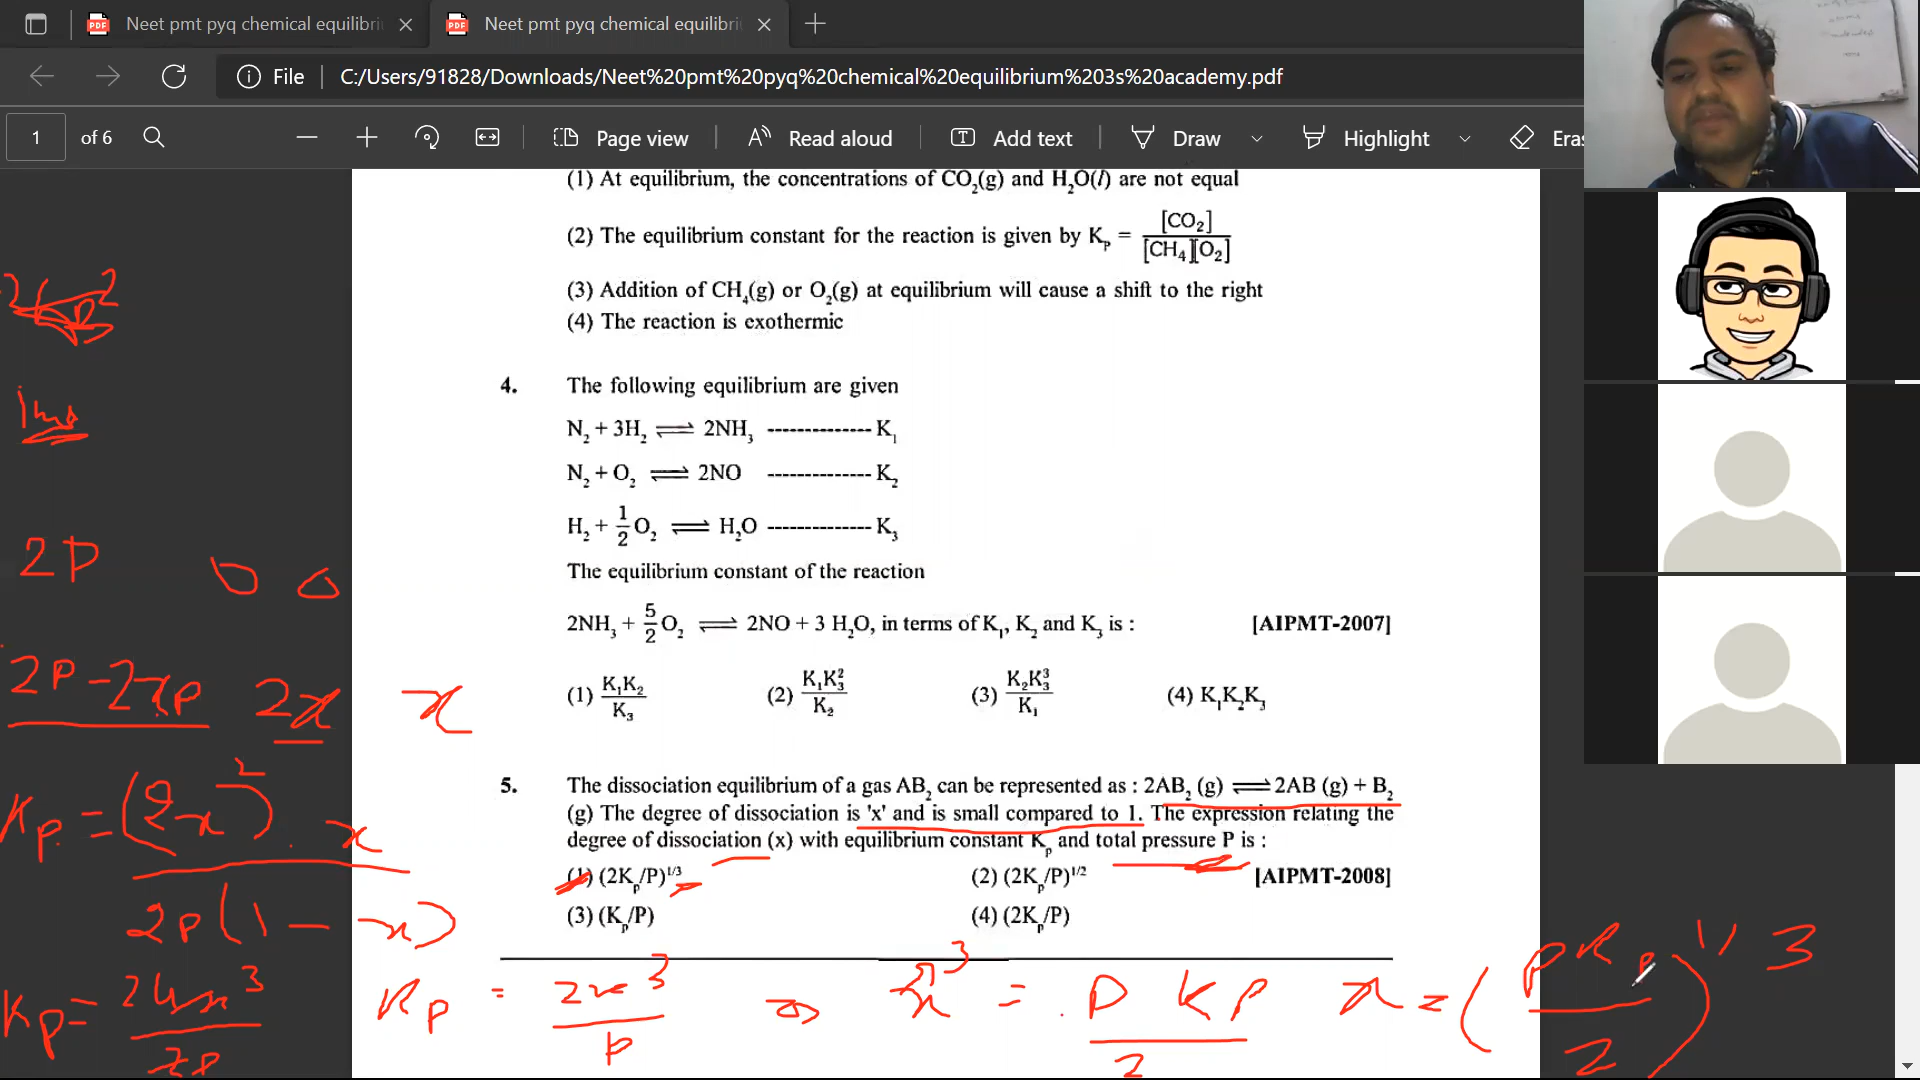 Neet pmt pyq chemical equilibri
Neet pmt pyq chemical equilibri
File
C:/Users/91828/Downloads/Neet%20pmt%20pyq%20chemical%20equilibrium%203s%20academy.pdf
1 of 6
Page view
Read aloud
Add text
Draw
Highlight
Eras
(1) At equilibrium, the concentrations of CO₂(g) and H₂O(l) are not equal
(2) The equilibrium constant for the reaction is given by Kₚ = [CO₂] / [CH₄][O₂]
(3) Addition of CH₄(g) or O₂(g) at equilibrium will cause a shift to the right
(4) The reaction is exothermic
4. The following equilibrium are given
N₂ + 3H₂ ⇌ 2NH₃ -------------- K₁
N₂ + O₂ ⇌ 2NO -------------- K₂
H₂ + 1/2 O₂ ⇌ H₂O -------------- K₃
The equilibrium constant of the reaction
2NH₃ + 5/2 O₂ ⇌ 2NO + 3 H₂O, in terms of K₁, K₂ and K₃ is : [AIPMT-2007]
(1) K₁K₂ / K₃ (2) K₁K₃² / K₂ (3) K₂K₃³ / K₁ (4) K₁K₂K₃
5. The dissociation equilibrium of a gas AB₂ can be represented as : 2AB₂ (g) ⇌ 2AB (g) + B₂
(g) The degree of dissociation is 'x' and is small compared to 1. The expression relating the
degree of dissociation (x) with equilibrium constant Kₚ and total pressure P is :
(1) (2Kₚ/P)^1/3 (2) (2Kₚ/P)^1/2 [AIPMT-2008]
(3) (Kₚ/P) (4) (2Kₚ/P)
2P 0 0
2P-2xp 2x x
Kp = (2x)² . x / 2p(1-x)
Kp = 2x³ / p ⇒ x³ = P Kp / 2 x = (PKp / 2)^1/3